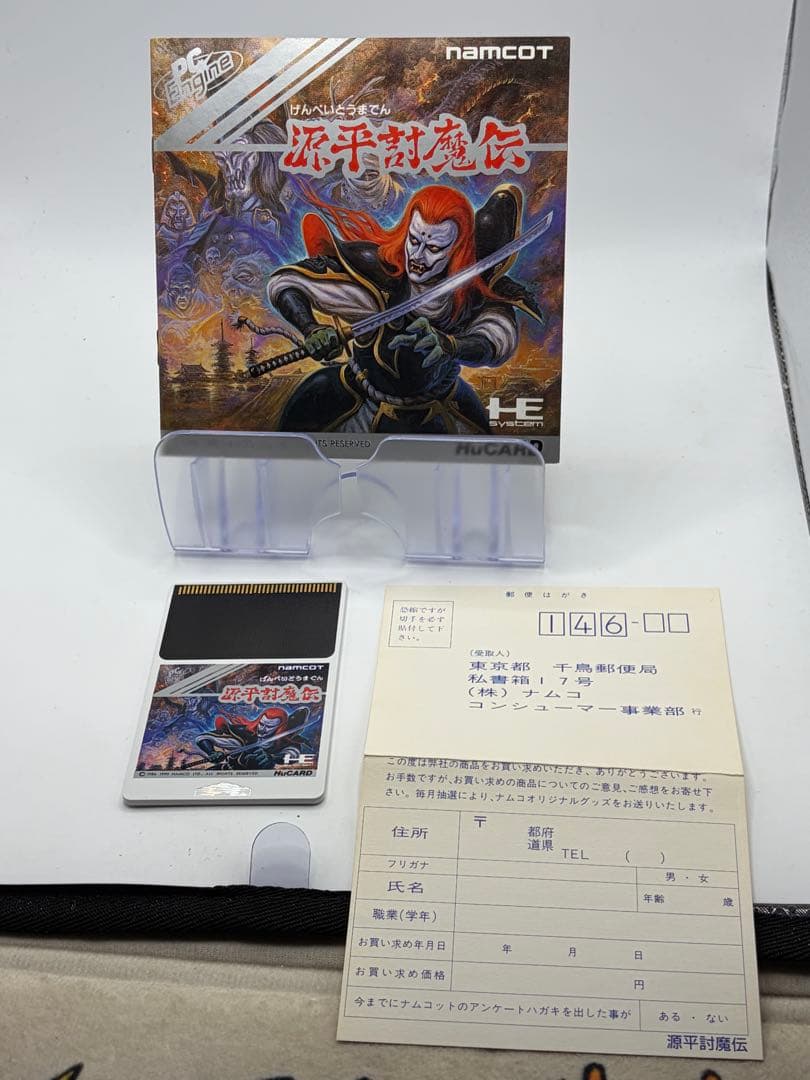 PC Engine
namcoT
げんぺいとうまでん
源平討魔伝
HE
system
TS RESERVED
HuCARD
namcoT
げんぺいとうまでん
源平討魔伝
HE
HuCARD
郵便はがき
恐縮ですが
切手を必ず
貼付して下
さい。
146-□□
(受取人)
東京都 千鳥郵便局
私書箱17号
(株)ナムコ
コンシューマー事業部 行
この度は弊社の商品をお買い求めいただき、ありがとうございます。
お手数ですが、お買い求めの商品についてのご意見、ご感想をお寄せ下
さい。毎月抽選により、ナムコオリジナルグッズをお送りいたします。
住所 〒 都府
道県
TEL ( )
フリガナ 男・女
氏名 年齢 歳
職業(学年)
お買い求め年月日 年 月 日
お買い求め価格 円
今までにナムコットのアンケートハガキを出した事が ある・ない
源平討魔伝